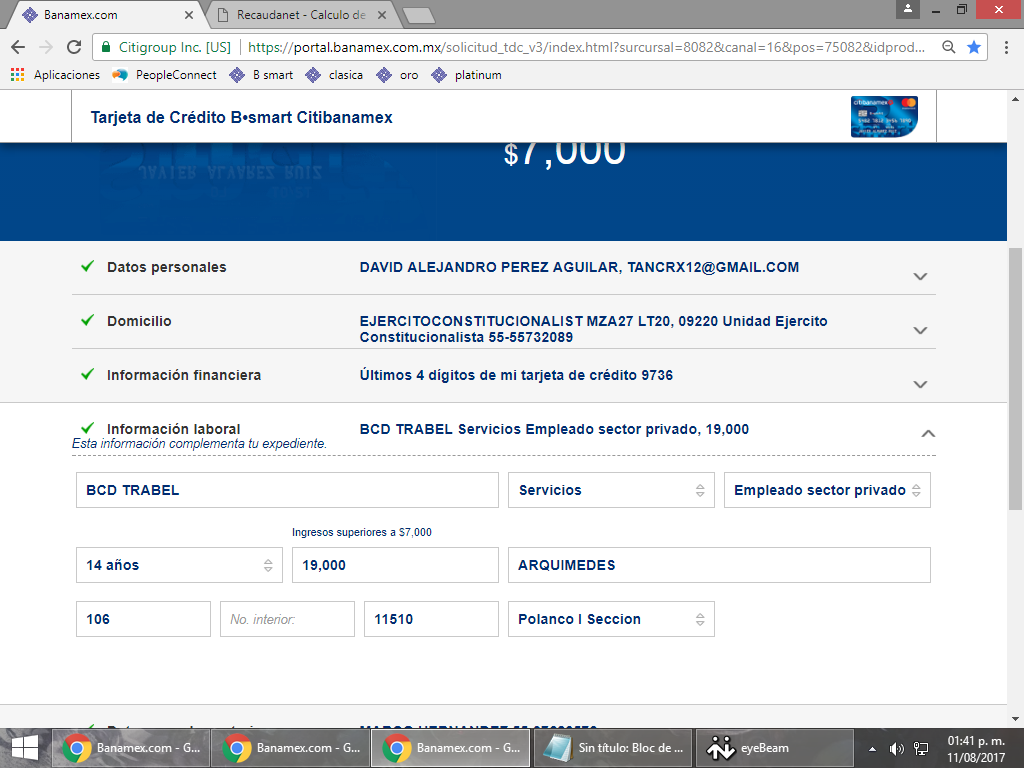 Banamex.com
Recaudanet - Calculo de
Citigroup Inc. [US]
https://portal.banamex.com.mx/solicitud_tdc_v3/index.html?surcursal=8082&canal=16&pos=75082&idprod...
Aplicaciones
PeopleConnect
B smart
clasica
oro
platinum
Tarjeta de Crédito B•smart Citibanamex
citibanamex
$7,000
JAVIER ALVAREZ RUIZ
Datos personales
DAVID ALEJANDRO PEREZ AGUILAR, TANCRX12@GMAIL.COM
Domicilio
EJERCITOCONSTITUCIONALIST MZA27 LT20, 09220 Unidad Ejercito
Constitucionalista 55-55732089
Información financiera
Últimos 4 dígitos de mi tarjeta de crédito 9736
Información laboral
BCD TRABEL Servicios Empleado sector privado, 19,000
Esta información complementa tu expediente.
BCD TRABEL
Servicios
Empleado sector privado
Ingresos superiores a $7,000
14 años
19,000
ARQUIMEDES
106
No. interior:
11510
Polanco I Seccion
Banamex.com - G...
Banamex.com - G...
Banamex.com - G...
Sin título: Bloc de ...
eyeBeam
01:41 p. m.
11/08/2017